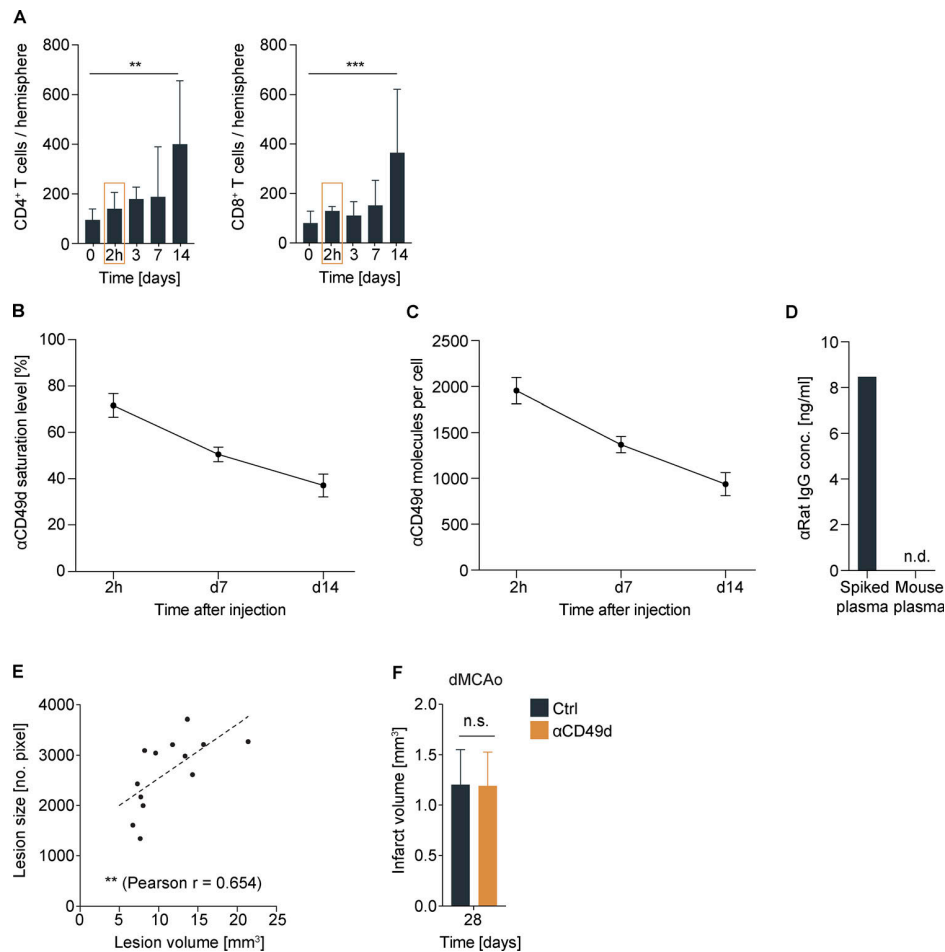 A
CD4⁺ T cells / hemisphere
800
600
400
200
0
**
0 2h 3 7 14
Time [days]
CD8⁺ T cells / hemisphere
800
600
400
200
0
***
0 2h 3 7 14
Time [days]
B
αCD49d saturation level [%]
100
80
60
40
20
0
2h d7 d14
Time after injection
C
αCD49d molecules per cell
2500
2000
1500
1000
500
0
2h d7 d14
Time after injection
D
αRat IgG conc. [ng/ml]
10
8
6
4
2
0
n.d.
Spiked Mouse
plasma plasma
E
Lesion size [no. pixel]
4000
3000
2000
1000
0
** (Pearson r = 0.654)
0 5 10 15 20 25
Lesion volume [mm³]
F
dMCAo
Infarct volume [mm³]
2.0
1.5
1.0
0.5
0.0
n.s.
28
Time [days]
Ctrl
αCD49d